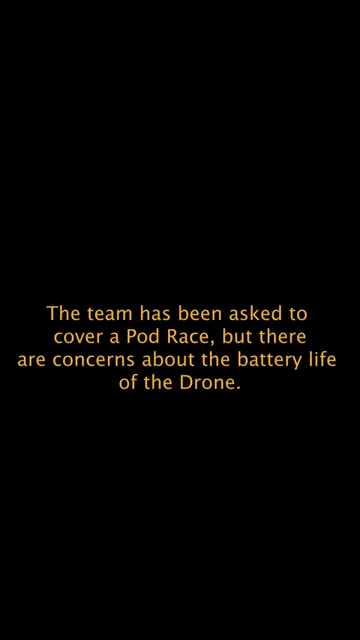 The team has been asked to
cover a Pod Race, but there
are concerns about the battery life
of the Drone.